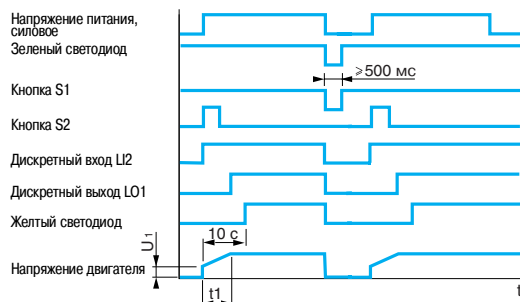 Напряжение питания,
силовое
Зеленый светодиод
≥500 мс
Кнопка S1
Кнопка S2
Дискретный вход LI2
Дискретный выход LO1
Желтый светодиод
10 с
U1
Напряжение двигателя
t1
t